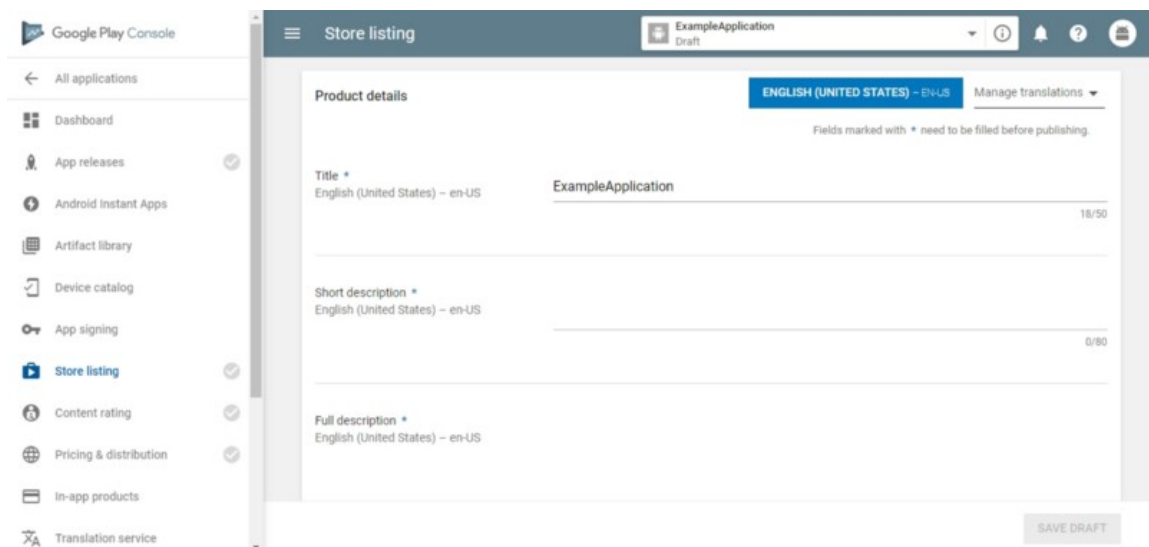 Google Play Console
Store listing
ExampleApplication
Draft
All applications
Dashboard
App releases
Android Instant Apps
Artifact library
Device catalog
App signing
Store listing
Content rating
Pricing & distribution
In-app products
Translation service
Product details
ENGLISH (UNITED STATES) – EN-US
Manage translations
Fields marked with * need to be filled before publishing.
Title *
English (United States) – en-US
ExampleApplication
18/50
Short description *
English (United States) – en-US
0/80
Full description *
English (United States) – en-US
SAVE DRAFT